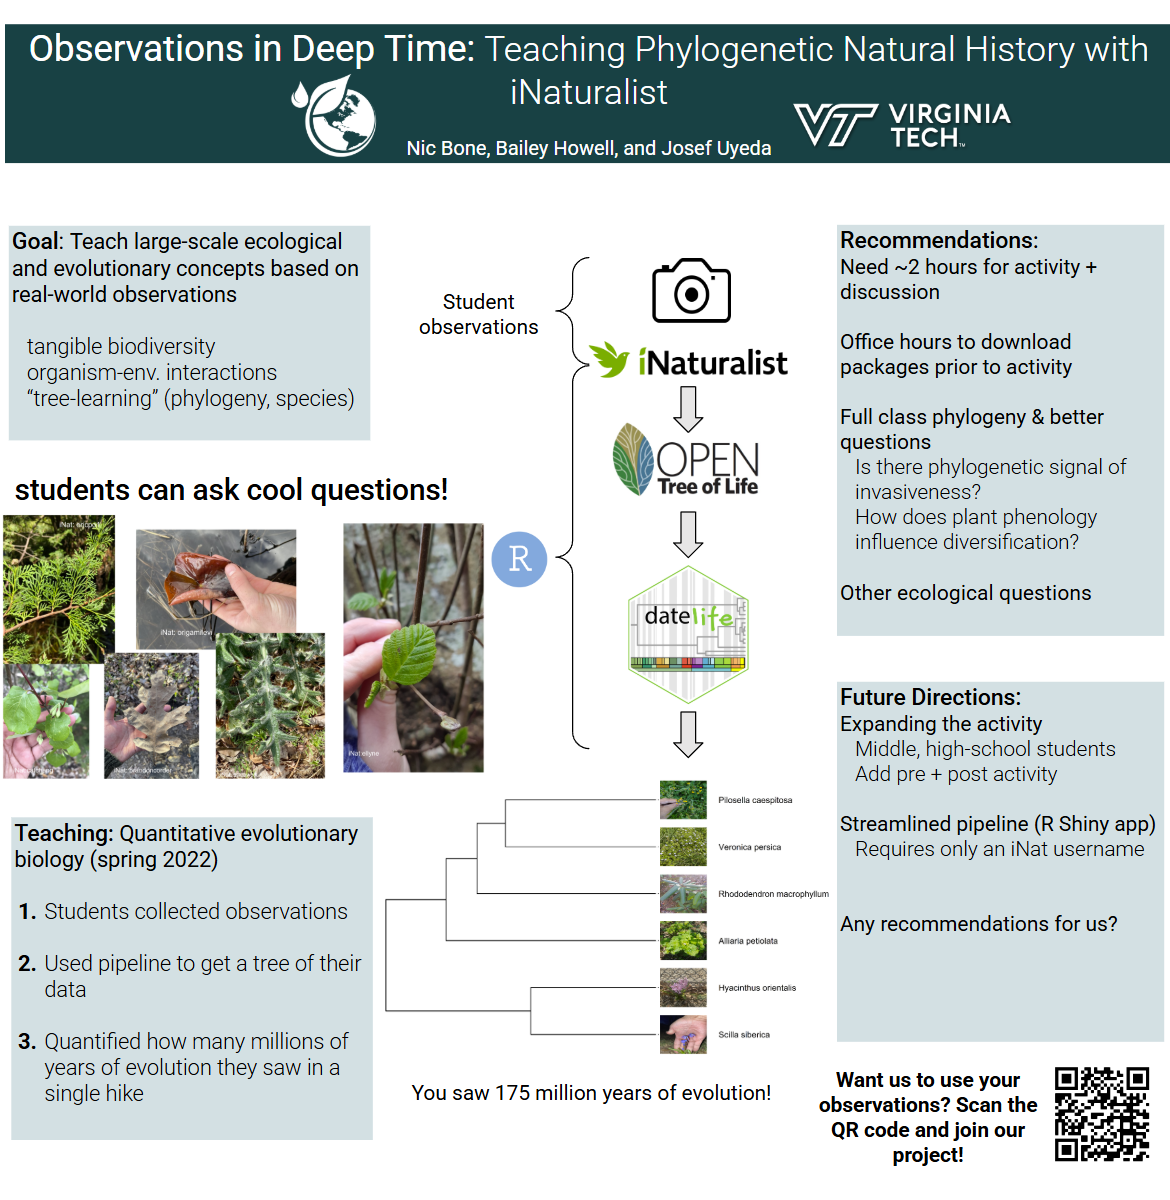 Observations in Deep Time: Teaching Phylogenetic Natural History with
iNaturalist
Nic Bone, Bailey Howell, and Josef Uyeda
VT VIRGINIA
TECH™
Goal: Teach large-scale ecological
and evolutionary concepts based on
real-world observations
tangible biodiversity
organism-env. interactions
“tree-learning” (phylogeny, species)
students can ask cool questions!
iNat: origamilovi
iNat:ellyne
Teaching: Quantitative evolutionary
biology (spring 2022)
1. Students collected observations
2. Used pipeline to get a tree of their
data
3. Quantified how many millions of
years of evolution they saw in a
single hike
Student
observations
iNaturalist
OPEN
Tree of Life
R
datelife
Pilosella caespitosa
Veronica persica
Rhododendron macrophyllum
Alliaria petiolata
Hyacinthus orientalis
Scilla siberica
You saw 175 million years of evolution!
Recommendations:
Need ~2 hours for activity +
discussion
Office hours to download
packages prior to activity
Full class phylogeny & better
questions
Is there phylogenetic signal of
invasiveness?
How does plant phenology
influence diversification?
Other ecological questions
Future Directions:
Expanding the activity
Middle, high-school students
Add pre + post activity
Streamlined pipeline (R Shiny app)
Requires only an iNat username
Any recommendations for us?
Want us to use your
observations? Scan the
QR code and join our
project!